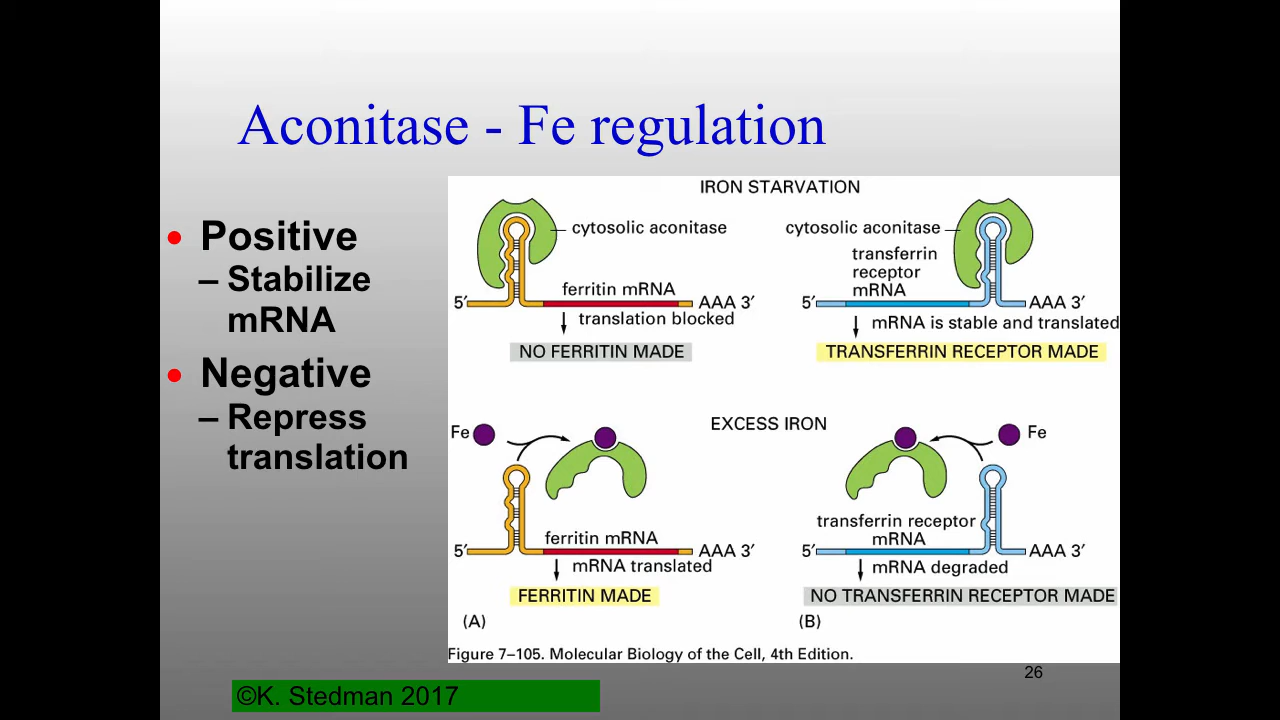 Aconitase - Fe regulation
• Positive
– Stabilize
mRNA
• Negative
– Repress
translation
IRON STARVATION
cytosolic aconitase
ferritin mRNA
5′ AAA 3′
translation blocked
NO FERRITIN MADE
cytosolic aconitase
transferrin
receptor
mRNA
5′ AAA 3′
mRNA is stable and translated
TRANSFERRIN RECEPTOR MADE
EXCESS IRON
Fe
ferritin mRNA
5′ AAA 3′
mRNA translated
FERRITIN MADE
(A)
Fe
transferrin receptor
mRNA
5′ AAA 3′
mRNA degraded
NO TRANSFERRIN RECEPTOR MADE
(B)
Figure 7–105. Molecular Biology of the Cell, 4th Edition.
26
©K. Stedman 2017